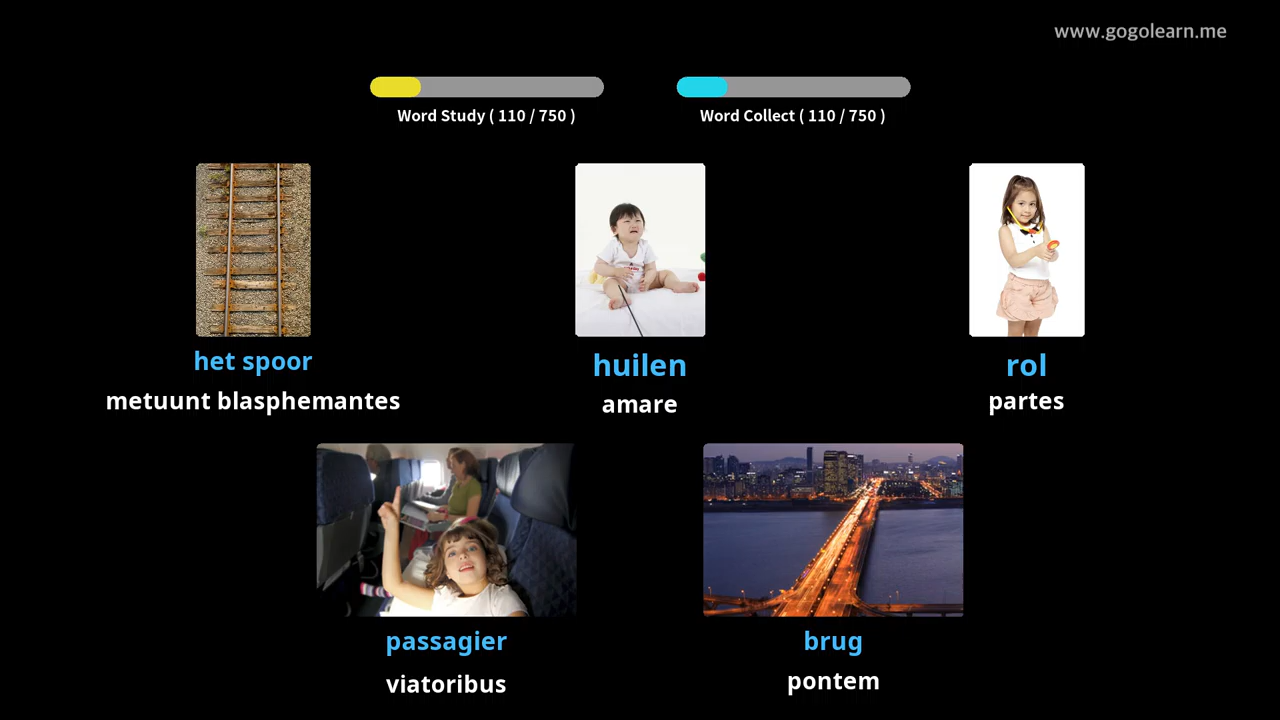 www.gogolearn.me
Word Study ( 110 / 750 )
Word Collect ( 110 / 750 )
het spoor
metuunt blasphemantes
huilen
amare
rol
partes
passagier
viatoribus
brug
pontem